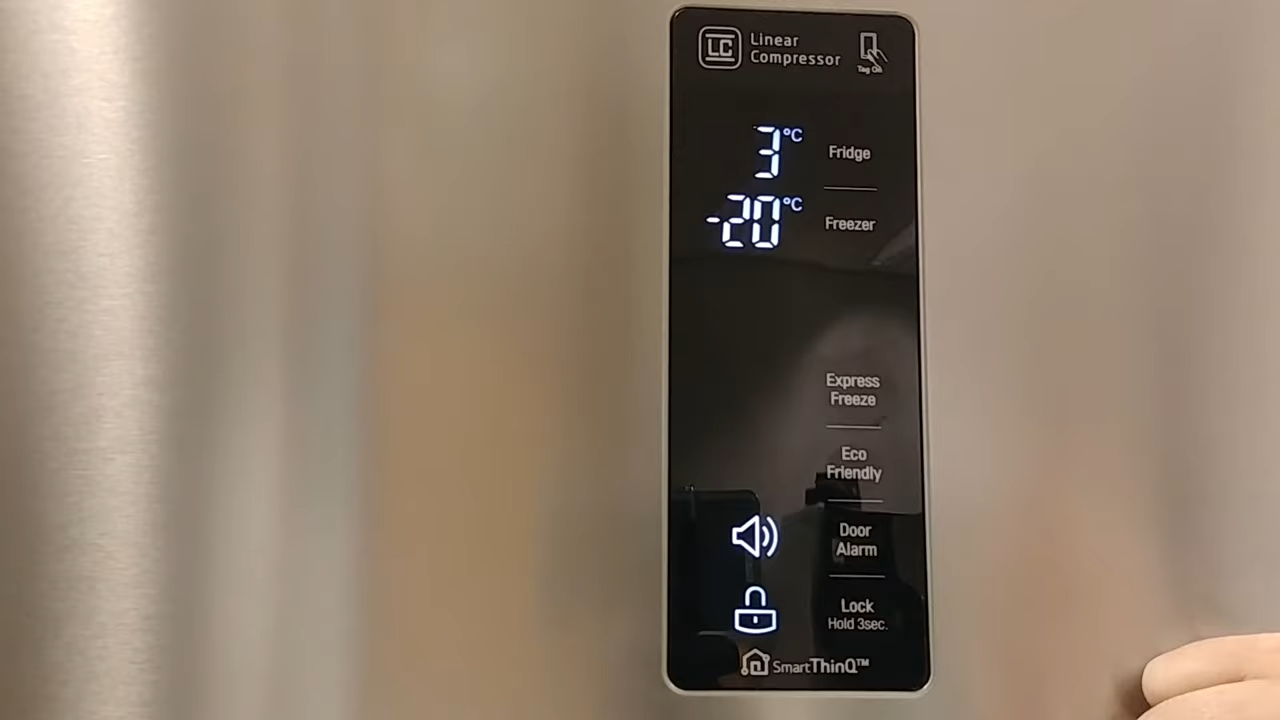 LC Linear
Compressor
Tag On
3 °C Fridge
-20 °C Freezer
Express
Freeze
Eco
Friendly
Door
Alarm
Lock
Hold 3sec.
SmartThinQ™